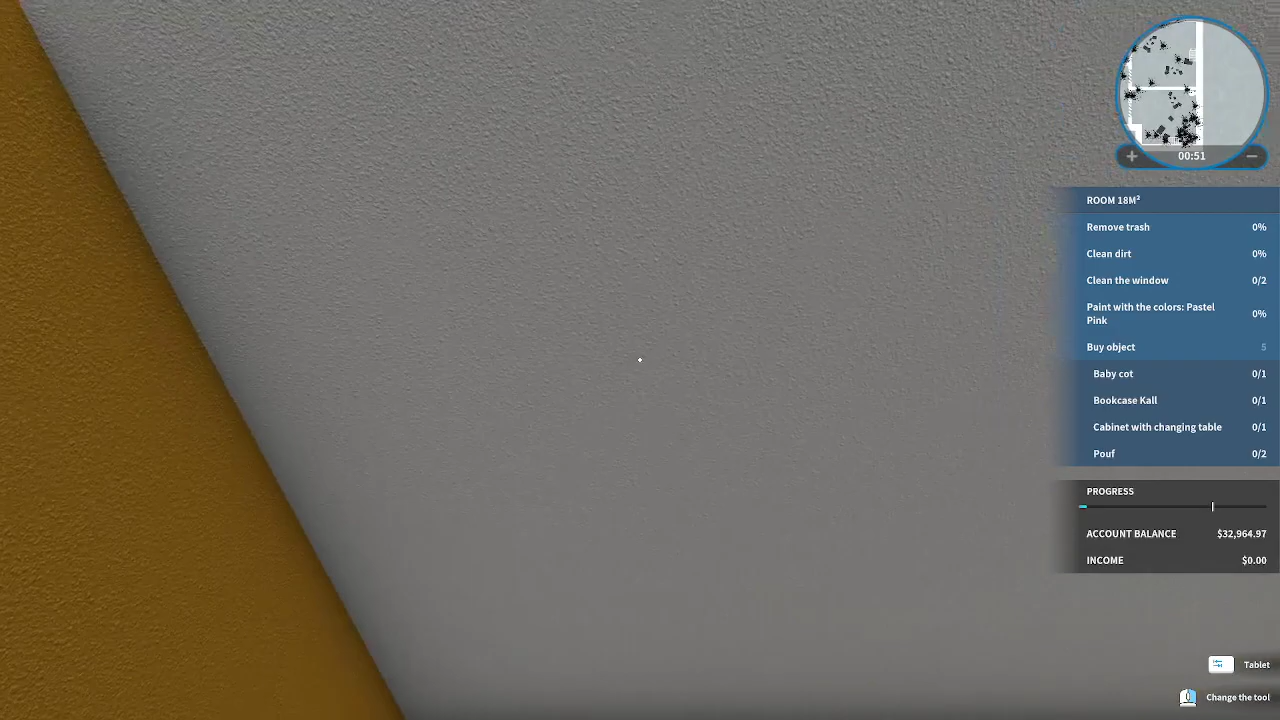 00:51
ROOM 18M²
Remove trash 0%
Clean dirt 0%
Clean the window 0/2
Paint with the colors: Pastel
Pink 0%
Buy object 5
Baby cot 0/1
Bookcase Kall 0/1
Cabinet with changing table 0/1
Pouf 0/2
PROGRESS
ACCOUNT BALANCE $32,964.97
INCOME $0.00
Tablet
Change the tool